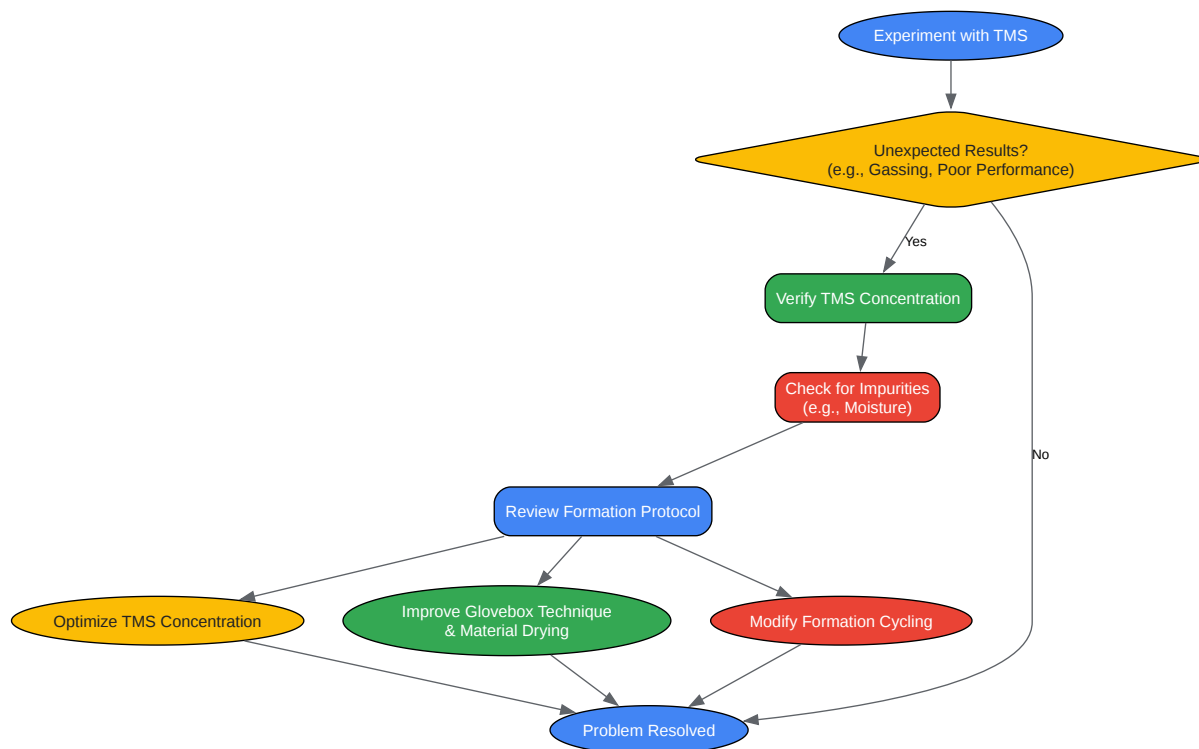 Experiment with TMS
Unexpected Results?
(e.g., Gassing, Poor Performance)
Yes
Verify TMS Concentration
Check for Impurities
(e.g., Moisture)
No
Review Formation Protocol
Optimize TMS Concentration
Improve Glovebox Technique
& Material Drying
Modify Formation Cycling
Problem Resolved